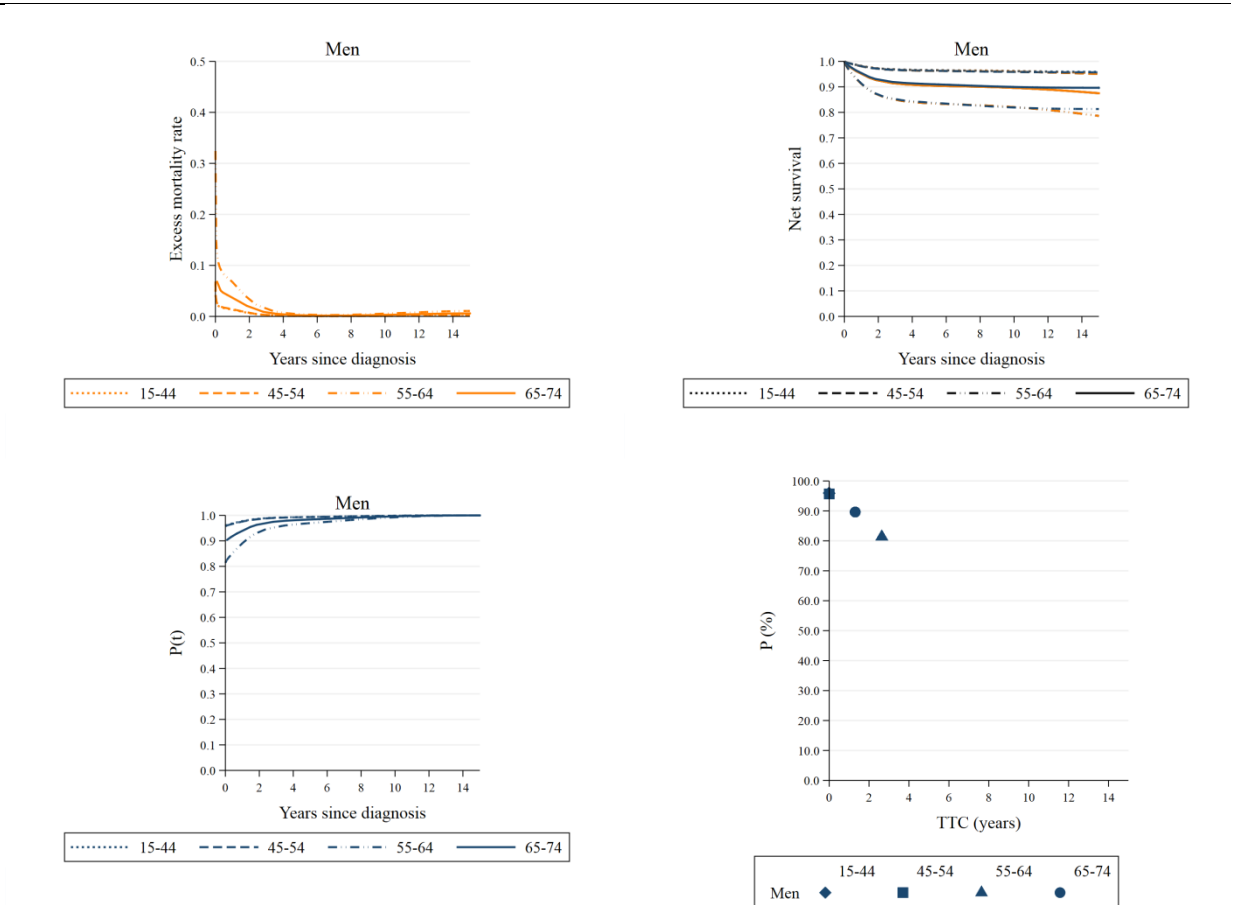 Men
Excess mortality rate
0.5
0.4
0.3
0.2
0.1
0.0
0 2 4 6 8 10 12 14
Years since diagnosis
15-44 45-54 55-64 65-74
Men
Net survival
1.0
0.9
0.8
0.7
0.6
0.5
0.4
0.3
0.2
0.1
0.0
0 2 4 6 8 10 12 14
Years since diagnosis
15-44 45-54 55-64 65-74
Men
P(t)
1.0
0.9
0.8
0.7
0.6
0.5
0.4
0.3
0.2
0.1
0.0
0 2 4 6 8 10 12 14
Years since diagnosis
15-44 45-54 55-64 65-74
P (%)
100.0
90.0
80.0
70.0
60.0
50.0
40.0
30.0
20.0
10.0
0.0
0 2 4 6 8 10 12 14
TTC (years)
15-44 45-54 55-64 65-74
Men